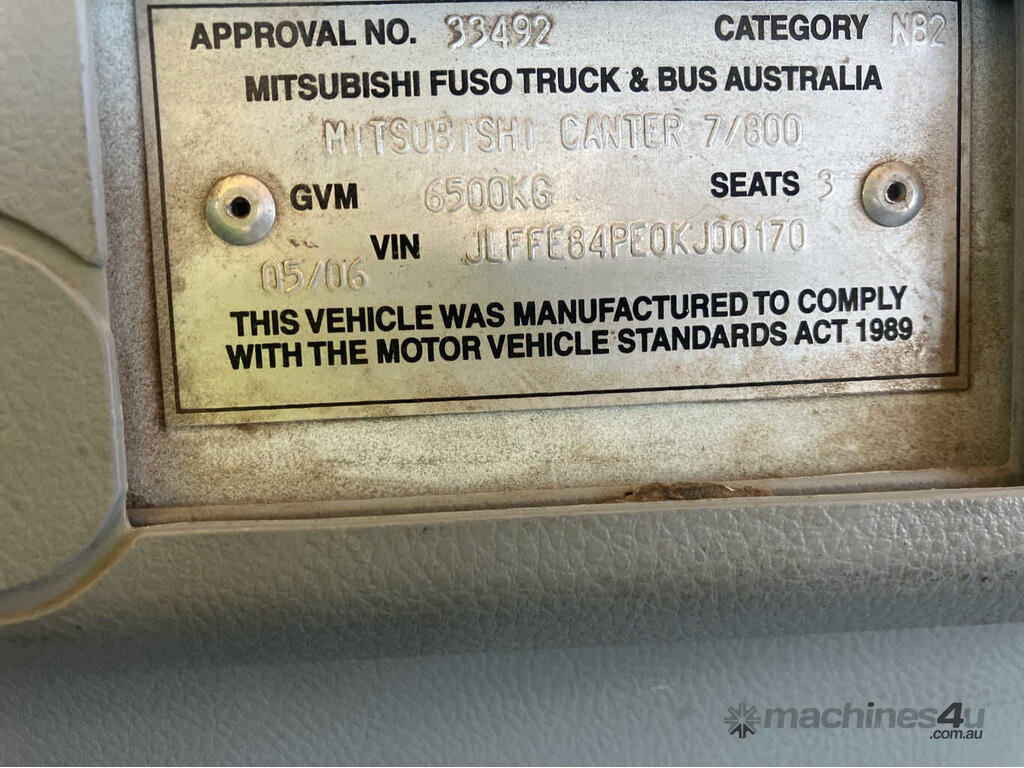 APPROVAL NO. 33492 CATEGORY NB2
MITSUBISHI FUSO TRUCK & BUS AUSTRALIA
MITSUBISHI CANTER 7/800
GVM 6500KG SEATS 3
VIN JLFFE84PE0KJ00170
05/06
THIS VEHICLE WAS MANUFACTURED TO COMPLY
WITH THE MOTOR VEHICLE STANDARDS ACT 1989
machines4u
.com.au